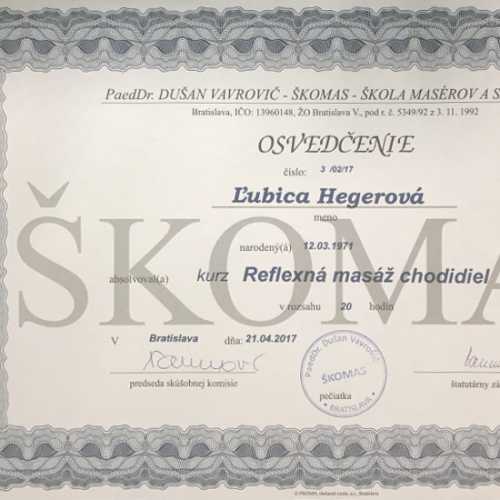 PaedDr. DUŠAN VAVROVIČ - ŠKOMAS - ŠKOLA MASÉROV A S
Bratislava, IČO: 13960148, ŽO Bratislava V., pod r. č. 5349/92 z 3. 11. 1992
OSVEDČENIE
číslo: 3 /02/17
Ľubica Hegerová
meno
ŠKOMA
narodený(á) 12.03.1971
absolvoval(a) kurz Reflexná masáž chodidiel
v rozsahu 20 hodín
V Bratislava dňa: 21.04.2017
PaedDr. Dušan Vavrovič
ŠKOMAS
- BRATISLAVA -
predseda skúšobnej komisie pečiatka štatutárny zá